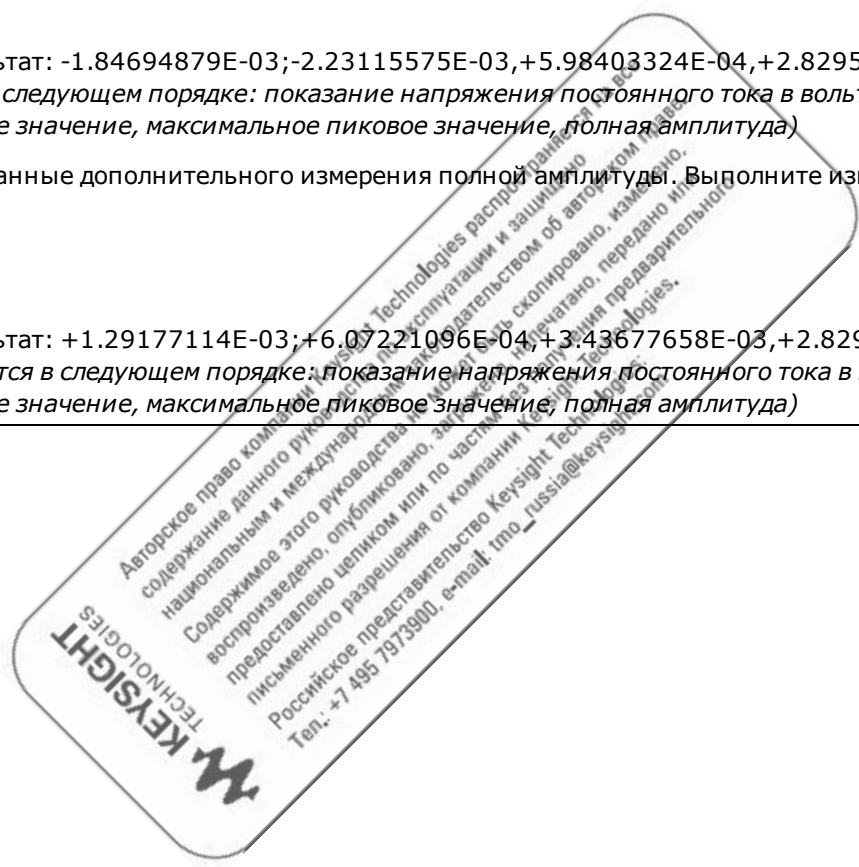 ьтат: -1.84694879E-03;-2.23115575E-03,+5.98403324E-04,+2.8295
следующем порядке: показание напряжения постоянного тока в воль
е значение, максимальное пиковое значение, полная амплитуда)
анные дополнительного измерения полной амплитуды. Выполните из
ьтат: +1.29177114E-03;+6.07221096E-04,+3.43677658E-03,+2.829
тся в следующем порядке: показание напряжения постоянного тока в
е значение, максимальное пиковое значение, полная амплитуда)
KEYSIGHT
TECHNOLOGIES
Авторское право компании Keysight Technologies распространяется на все
содержание данного руководства по эксплуатации и защищено
национальным и международным законодательством об авторском праве.
Содержимое этого руководства не может быть скопировано, изменено,
воспроизведено, опубликовано, загружено, напечатано, передано или
предоставлено целиком или по частям без получения предварительного
письменного разрешения от компании Keysight Technologies.
Российское представительство Keysight Technologies:
Тел.: +7 495 7973900, e-mail: tmo_russia@keysight.com